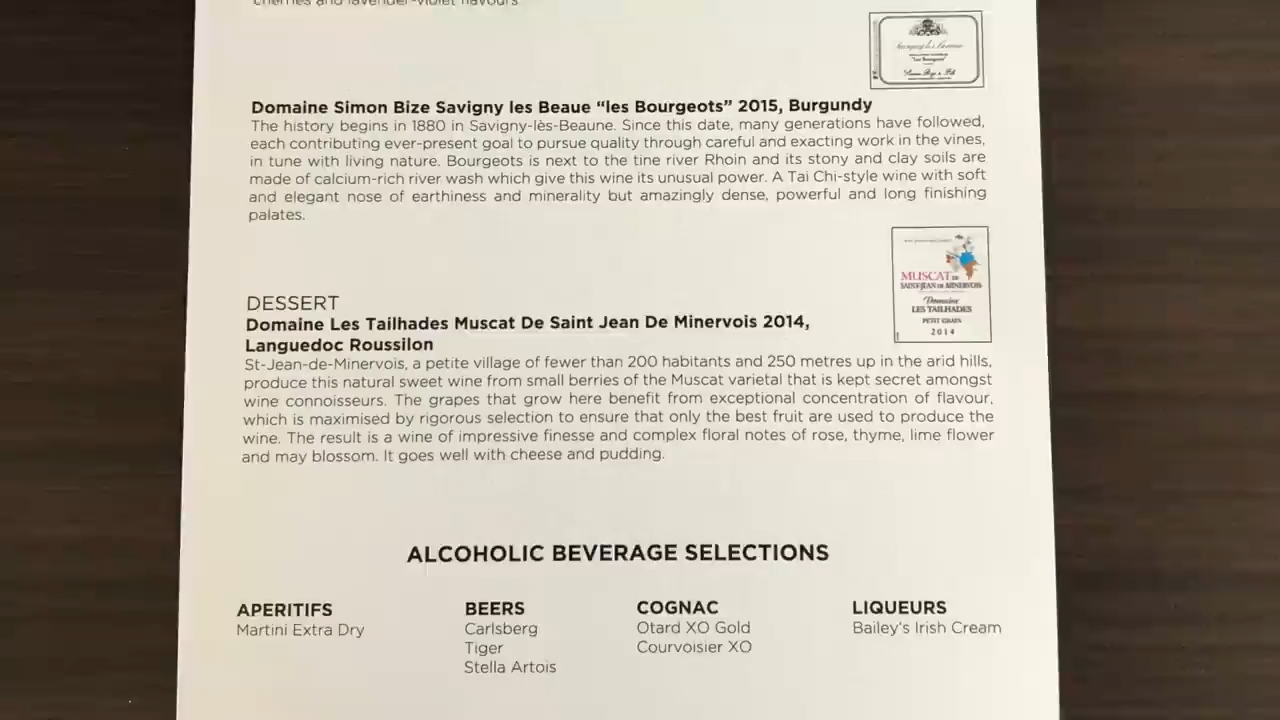 cherries and lavender-violet flavours
Domaine Simon Bize Savigny les Beaue “les Bourgeots” 2015, Burgundy
The history begins in 1880 in Savigny-lès-Beaune. Since this date, many generations have followed,
each contributing ever-present goal to pursue quality through careful and exacting work in the vines,
in tune with living nature. Bourgeots is next to the tine river Rhoin and its stony and clay soils are
made of calcium-rich river wash which give this wine its unusual power. A Tai Chi-style wine with soft
and elegant nose of earthiness and minerality but amazingly dense, powerful and long finishing
palates.
MUSCAT DE
SAINT-JEAN DE MINERVOIS
Domaine
LES TAILHADES
PETIT GRAIN
2014
DESSERT
Domaine Les Tailhades Muscat De Saint Jean De Minervois 2014,
Languedoc Roussilon
St-Jean-de-Minervois, a petite village of fewer than 200 habitants and 250 metres up in the arid hills,
produce this natural sweet wine from small berries of the Muscat varietal that is kept secret amongst
wine connoisseurs. The grapes that grow here benefit from exceptional concentration of flavour,
which is maximised by rigorous selection to ensure that only the best fruit are used to produce the
wine. The result is a wine of impressive finesse and complex floral notes of rose, thyme, lime flower
and may blossom. It goes well with cheese and pudding.
ALCOHOLIC BEVERAGE SELECTIONS
APERITIFS
Martini Extra Dry
BEERS
Carlsberg
Tiger
Stella Artois
COGNAC
Otard XO Gold
Courvoisier XO
LIQUEURS
Bailey's Irish Cream